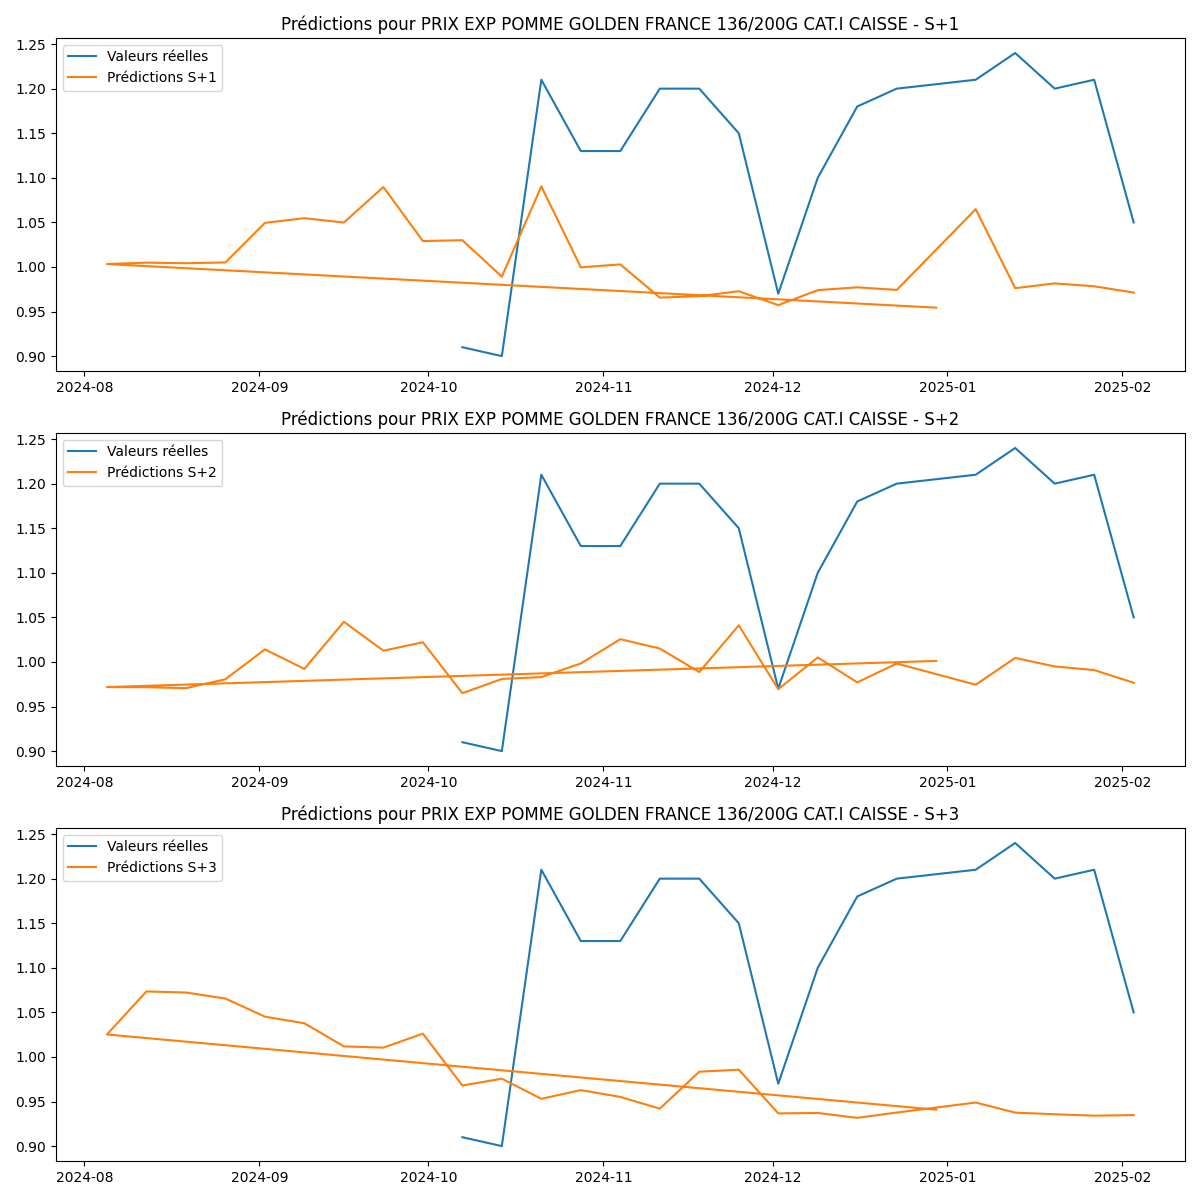 Prédictions pour PRIX EXP POMME GOLDEN FRANCE 136/200G CAT.I CAISSE - S+1
Valeurs réelles
Prédictions S+1
1.25
1.20
1.15
1.10
1.05
1.00
0.95
0.90
2024-08 2024-09 2024-10 2024-11 2024-12 2025-01 2025-02
Prédictions pour PRIX EXP POMME GOLDEN FRANCE 136/200G CAT.I CAISSE - S+2
Valeurs réelles
Prédictions S+2
1.25
1.20
1.15
1.10
1.05
1.00
0.95
0.90
2024-08 2024-09 2024-10 2024-11 2024-12 2025-01 2025-02
Prédictions pour PRIX EXP POMME GOLDEN FRANCE 136/200G CAT.I CAISSE - S+3
Valeurs réelles
Prédictions S+3
1.25
1.20
1.15
1.10
1.05
1.00
0.95
0.90
2024-08 2024-09 2024-10 2024-11 2024-12 2025-01 2025-02